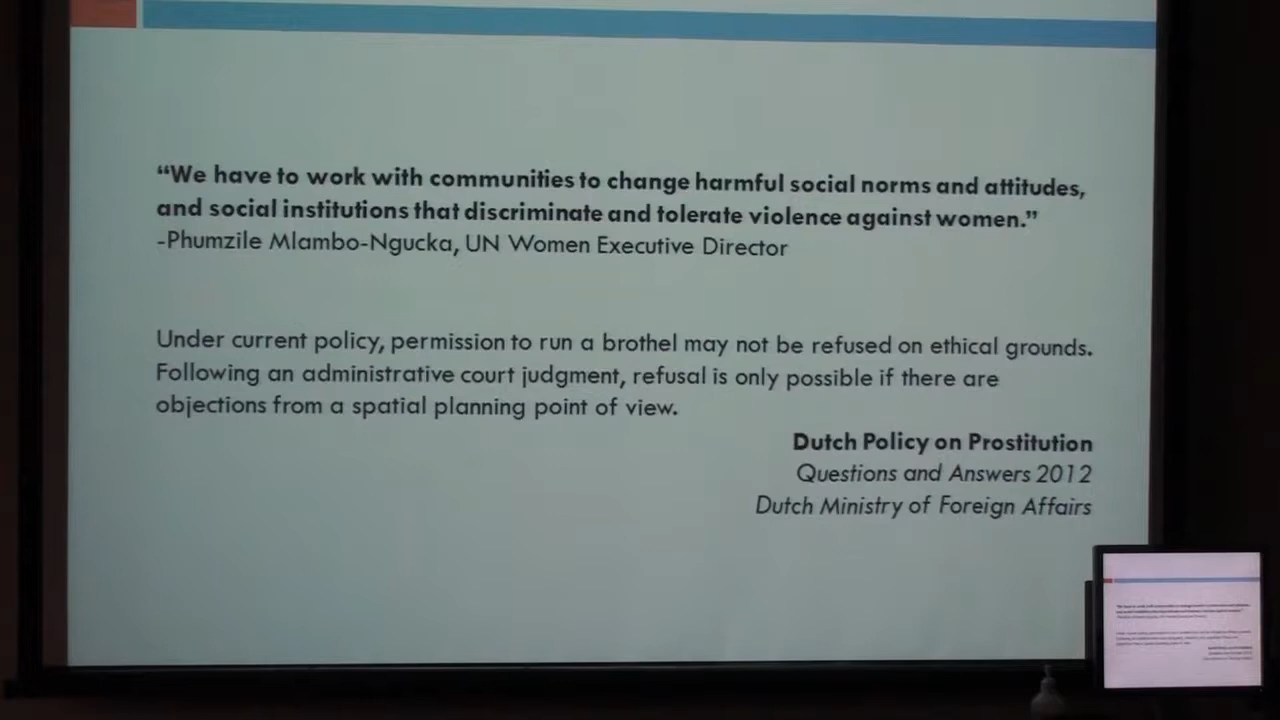 “We have to work with communities to change harmful social norms and attitudes,
and social institutions that discriminate and tolerate violence against women.”
-Phumzile Mlambo-Ngucka, UN Women Executive Director
Under current policy, permission to run a brothel may not be refused on ethical grounds.
Following an administrative court judgment, refusal is only possible if there are
objections from a spatial planning point of view.
Dutch Policy on Prostitution
Questions and Answers 2012
Dutch Ministry of Foreign Affairs